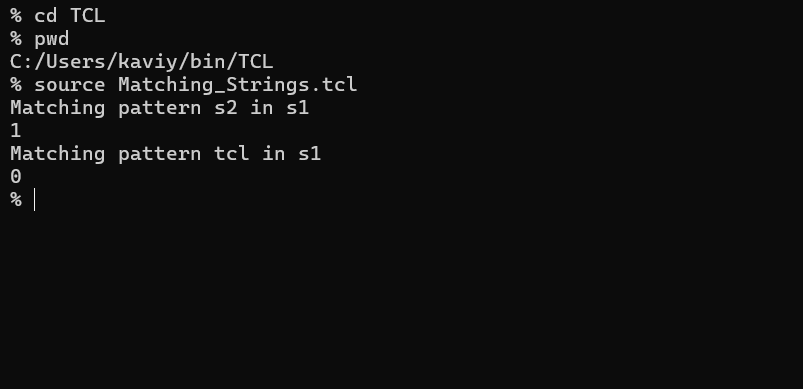 % cd TCL
% pwd
C:/Users/kaviy/bin/TCL
% source Matching_Strings.tcl
Matching pattern s2 in s1
1
Matching pattern tcl in s1
0
%